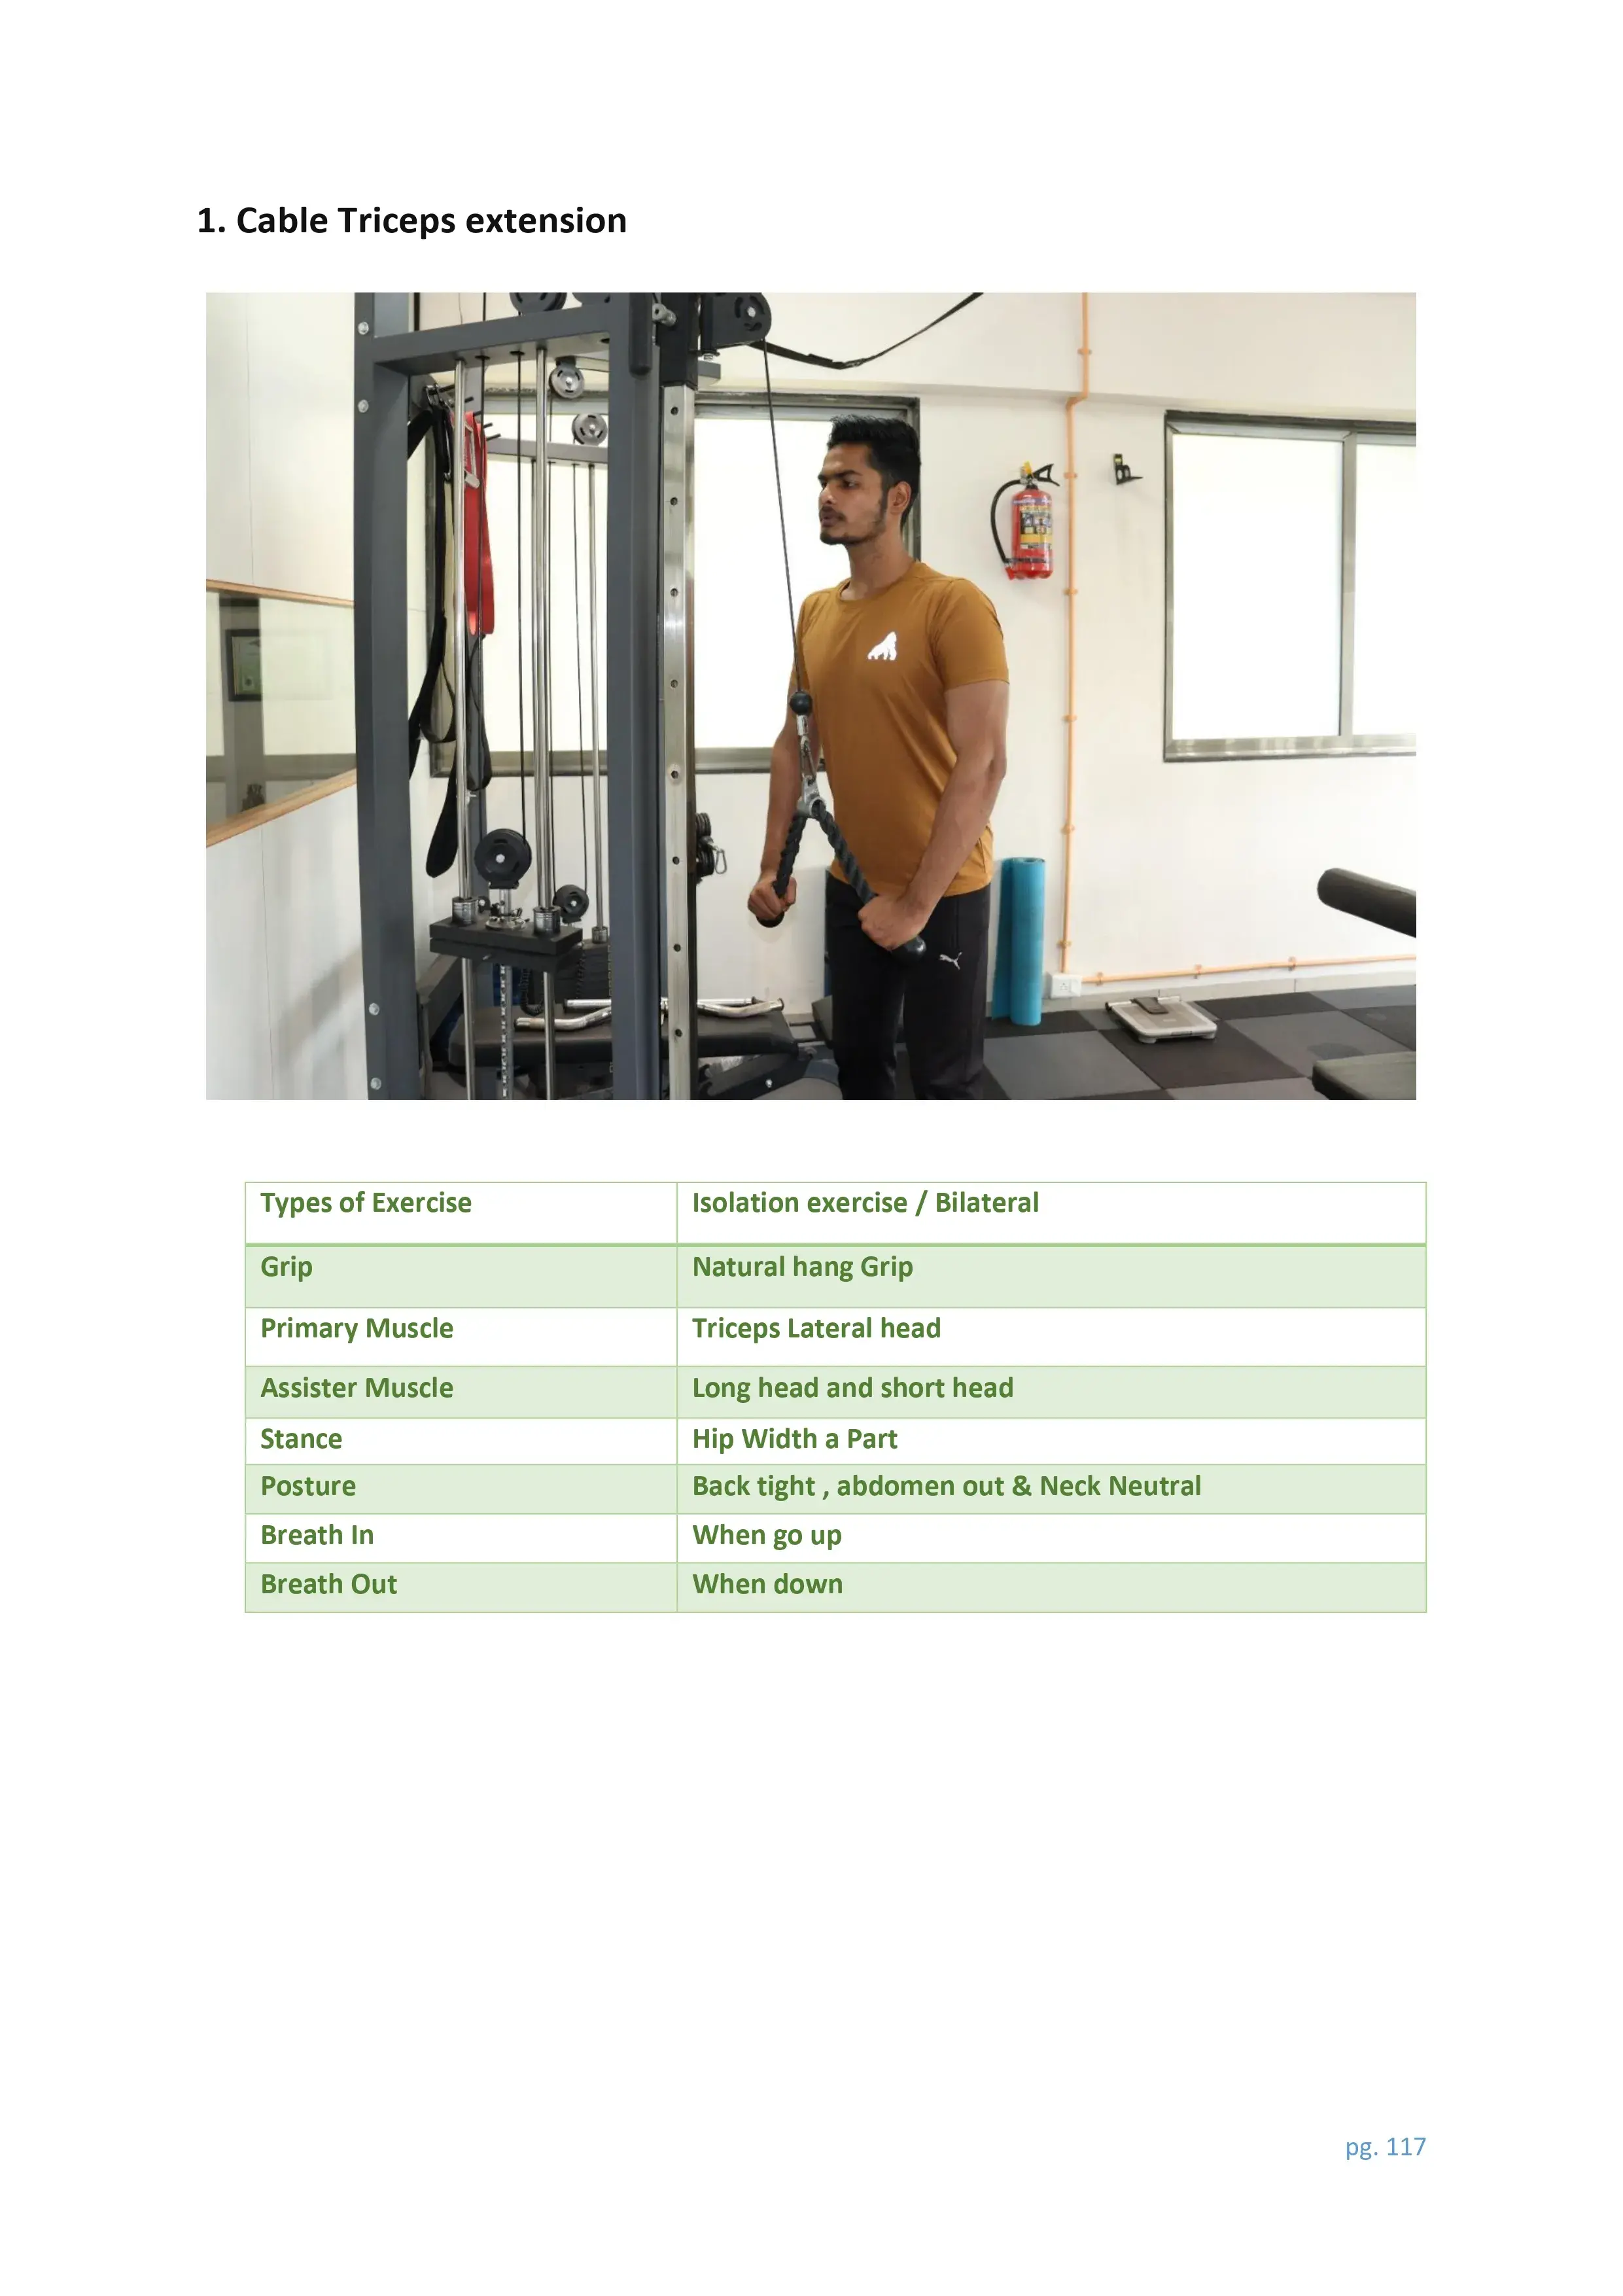 1. Cable Triceps extension
Types of Exercise Isolation exercise / Bilateral
Grip Natural hang Grip
Primary Muscle Triceps Lateral head
Assister Muscle Long head and short head
Stance Hip Width a Part
Posture Back tight , abdomen out & Neck Neutral
Breath In When go up
Breath Out When down
pg. 117